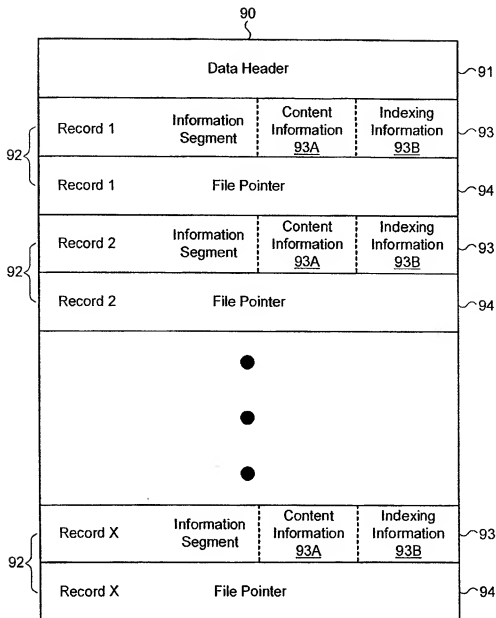 90
Data Header 91
Record 1 Information Segment Content Information 93A Indexing Information 93B 93
92
Record 1 File Pointer 94
Record 2 Information Segment Content Information 93A Indexing Information 93B 93
92
Record 2 File Pointer 94
Record X Information Segment Content Information 93A Indexing Information 93B 93
92
Record X File Pointer 94